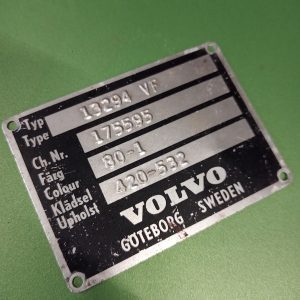 Typ
Type 13294 VF
Ch. Nr. 175595
Färg
Colour 80-1
Klädsel
Upholst 420-532
VOLVO
GÖTEBORG SWEDEN